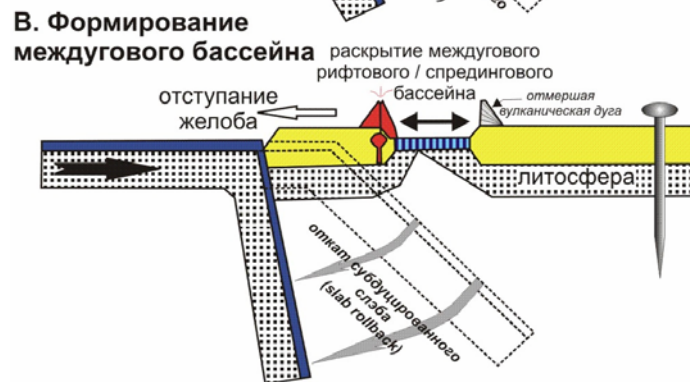 В. Формирование
междугового бассейна
раскрытие междугового
рифтового / спредингового
бассейна
отступание
желоба
отмершая
вулканическая дуга
литосфера
откат субдуцированного
слэба
(slab rollback)